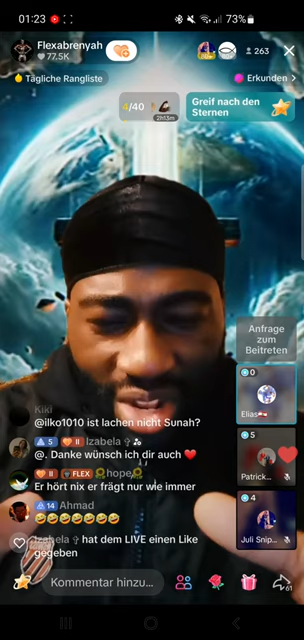 01:23
73%
Flexabrenyah
77.5K
263
Tägliche Rangliste
Erkunden >
4/40
2h13m
Greif nach den
Sternen
Anfrage
zum
Beitreten
0
Elias
5
Patrick...
4
Juli Snip...
Kiki
@ilko1010 ist lachen nicht Sunah?
5 II Izabela
@. Danke wünsch ich dir auch ❤️
II FLEX 🌻hope🌻
Er hört nix er frägt nur wie immer
14 Ahmad
🤣🤣🤣🤣🤣🤣🤣
Izabela ✞ hat dem LIVE einen Like
gegeben
Kommentar hinzu...
61